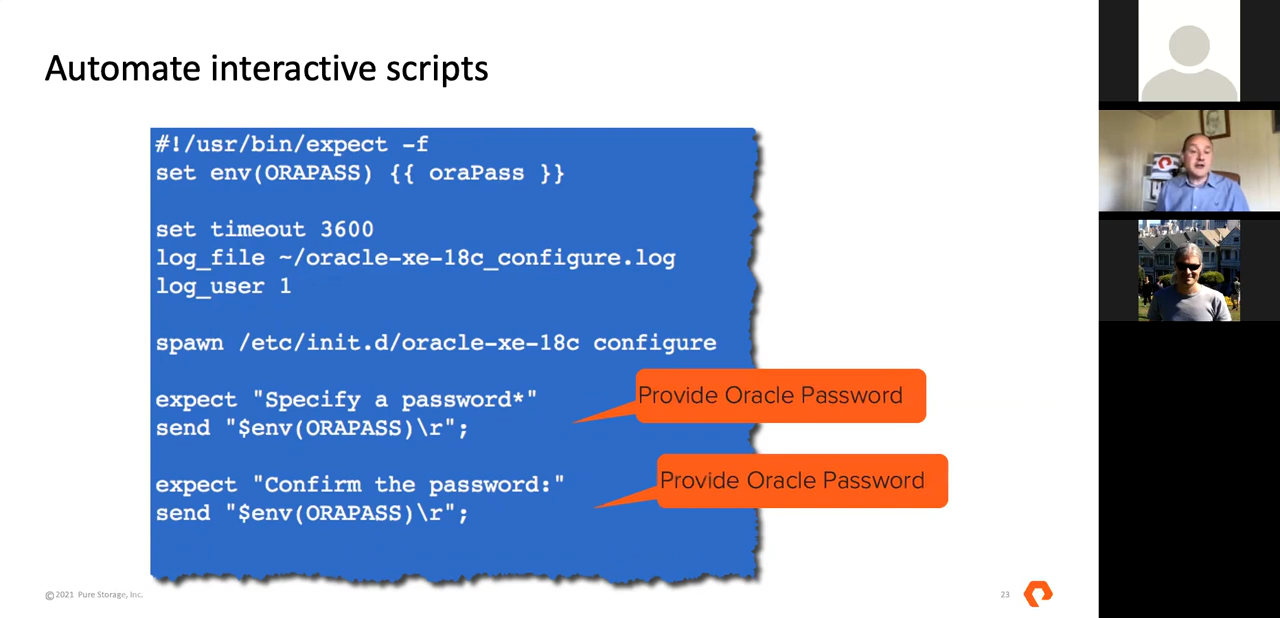 Automate interactive scripts
#!/usr/bin/expect -f
set env(ORAPASS) {{ oraPass }}
set timeout 3600
log_file ~/oracle-xe-18c_configure.log
log_user 1
spawn /etc/init.d/oracle-xe-18c configure
expect "Specify a password*"
send "$env(ORAPASS)\r";
Provide Oracle Password
expect "Confirm the password:"
send "$env(ORAPASS)\r";
Provide Oracle Password
© 2021 Pure Storage, Inc.
23